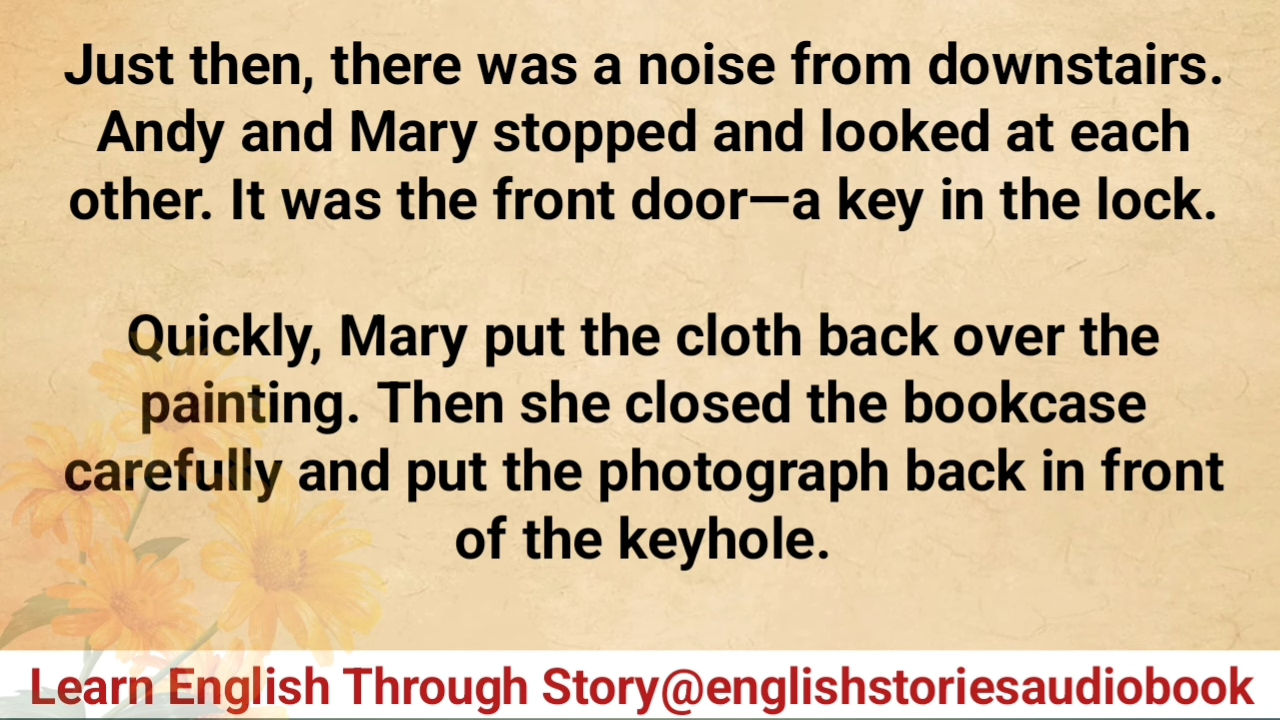 Just then, there was a noise from downstairs.
Andy and Mary stopped and looked at each
other. It was the front door—a key in the lock.
Quickly, Mary put the cloth back over the
painting. Then she closed the bookcase
carefully and put the photograph back in front
of the keyhole.
Learn English Through Story@englishstoriesaudiobook